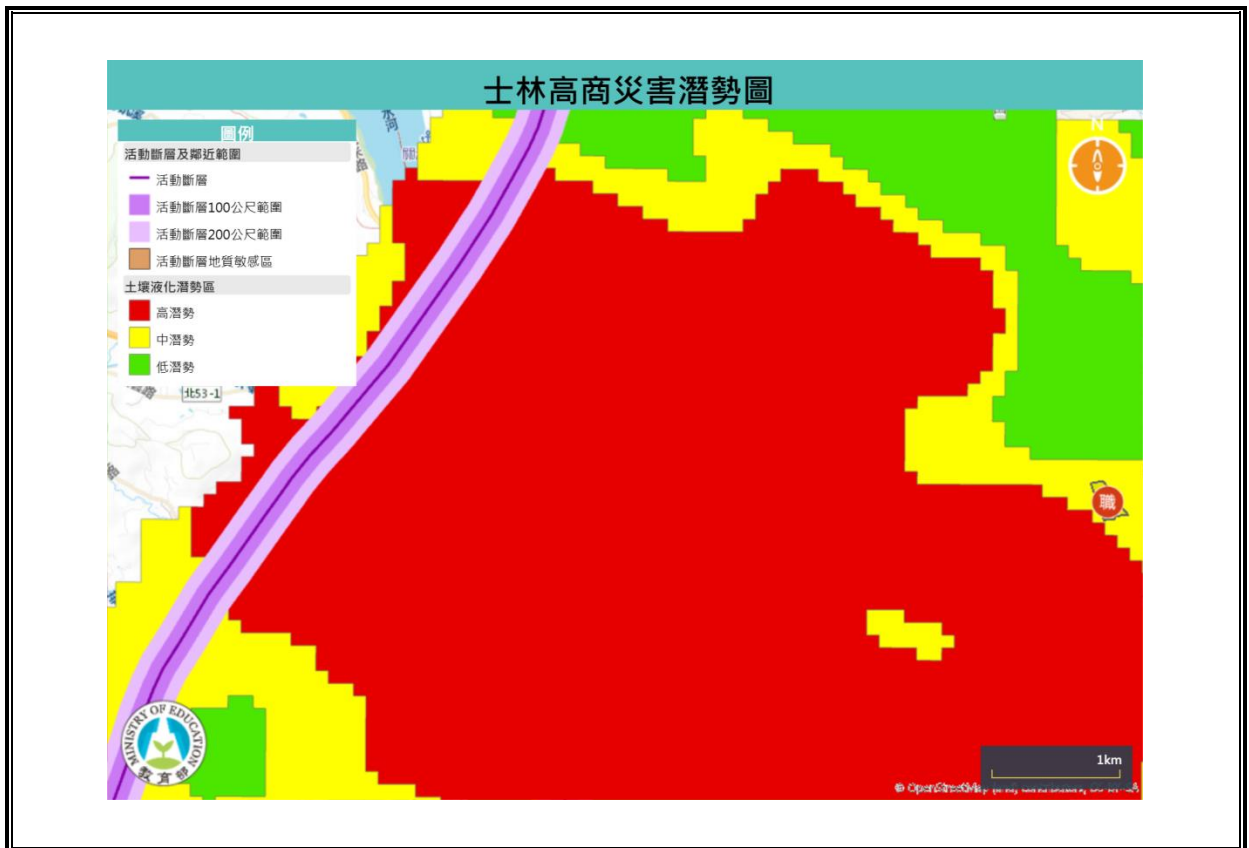 士林高商災害潛勢圖
圖例
活動斷層及鄰近範圍
活動斷層
活動斷層100公尺範圍
活動斷層200公尺範圍
活動斷層地質敏感區
土壤液化潛勢區
高潛勢
中潛勢
低潛勢
北53-1
N
職
MINISTRY OF EDUCATION
教育部
1km
© OpenStreetMap